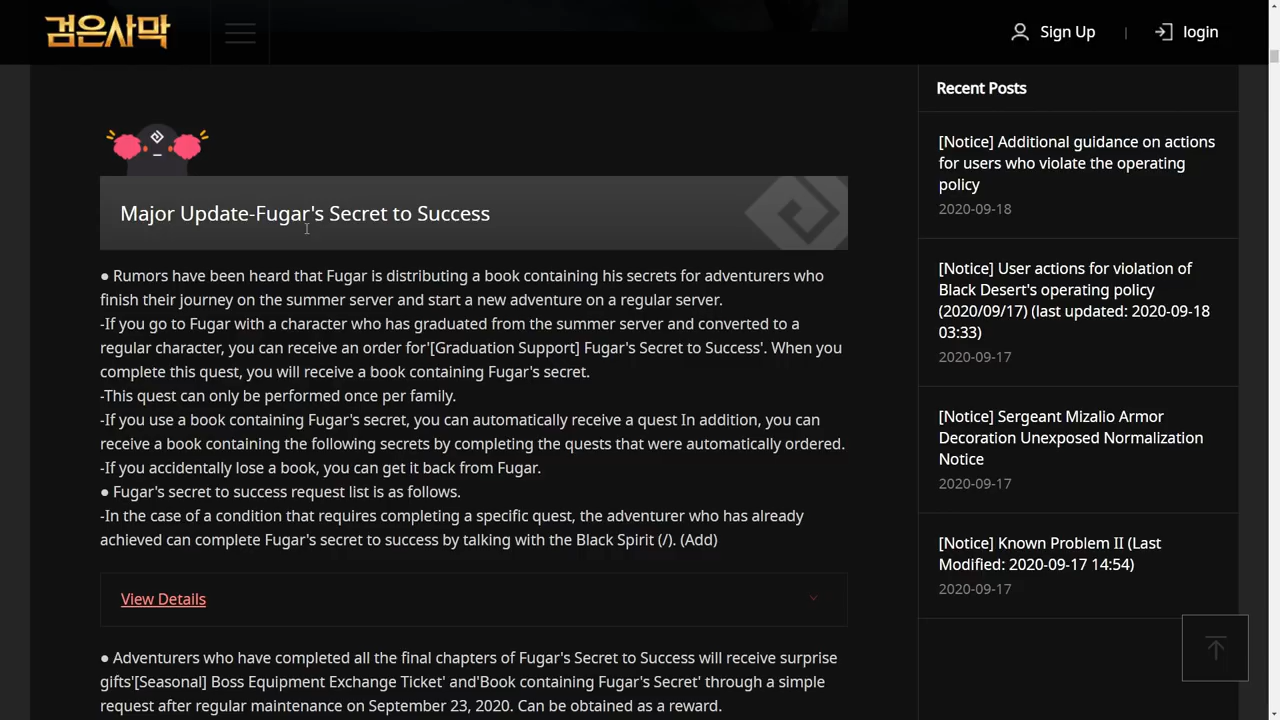 검은사막
Sign Up
login
Major Update-Fugar's Secret to Success
● Rumors have been heard that Fugar is distributing a book containing his secrets for adventurers who
finish their journey on the summer server and start a new adventure on a regular server.
-If you go to Fugar with a character who has graduated from the summer server and converted to a
regular character, you can receive an order for'[Graduation Support] Fugar's Secret to Success'. When you
complete this quest, you will receive a book containing Fugar's secret.
-This quest can only be performed once per family.
-If you use a book containing Fugar's secret, you can automatically receive a quest In addition, you can
receive a book containing the following secrets by completing the quests that were automatically ordered.
-If you accidentally lose a book, you can get it back from Fugar.
● Fugar's secret to success request list is as follows.
-In the case of a condition that requires completing a specific quest, the adventurer who has already
achieved can complete Fugar's secret to success by talking with the Black Spirit (/). (Add)
View Details
● Adventurers who have completed all the final chapters of Fugar's Secret to Success will receive surprise
gifts'[Seasonal] Boss Equipment Exchange Ticket' and'Book containing Fugar's Secret' through a simple
request after regular maintenance on September 23, 2020. Can be obtained as a reward.
Recent Posts
[Notice] Additional guidance on actions
for users who violate the operating
policy
2020-09-18
[Notice] User actions for violation of
Black Desert's operating policy
(2020/09/17) (last updated: 2020-09-18
03:33)
2020-09-17
[Notice] Sergeant Mizalio Armor
Decoration Unexposed Normalization
Notice
2020-09-17
[Notice] Known Problem II (Last
Modified: 2020-09-17 14:54)
2020-09-17